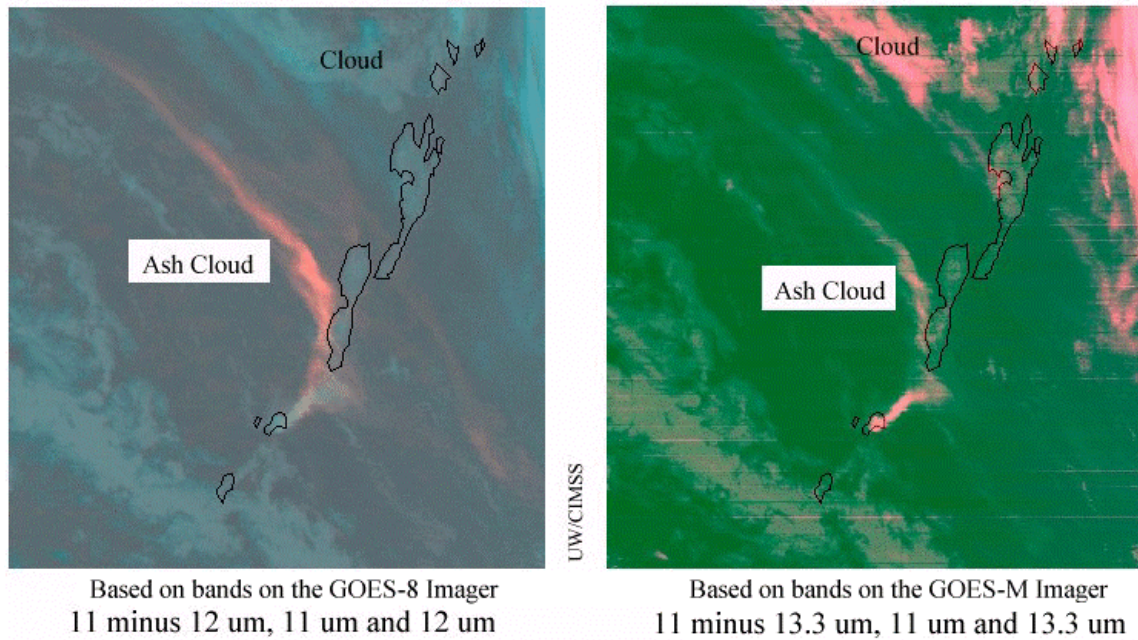 Cloud
Ash Cloud
Based on bands on the GOES-8 Imager
11 minus 12 um, 11 um and 12 um
UW/CIMSS
Cloud
Ash Cloud
Based on bands on the GOES-M Imager
11 minus 13.3 um, 11 um and 13.3 um